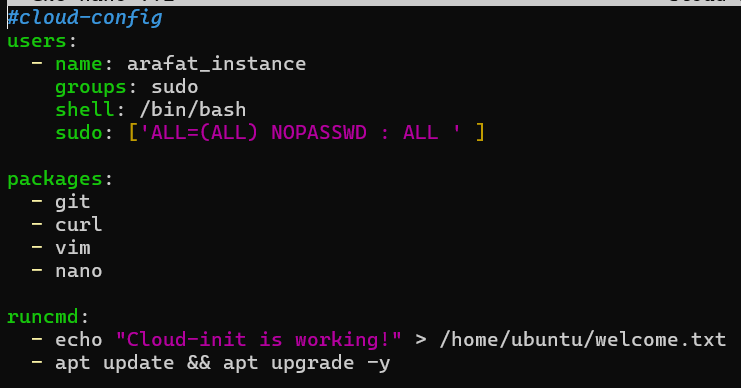 #cloud-config
users:
  - name: arafat_instance
    groups: sudo
    shell: /bin/bash
    sudo: ['ALL=(ALL) NOPASSWD : ALL ' ]
packages:
  - git
  - curl
  - vim
  - nano
runcmd:
  - echo "Cloud-init is working!" > /home/ubuntu/welcome.txt
  - apt update && apt upgrade -y